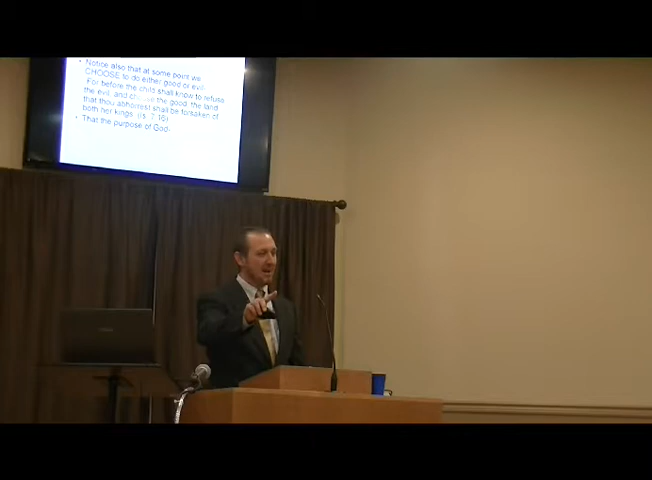 • Notice also that at some point we
CHOOSE to do either good or evil.
For before the child shall know to refuse
the evil, and choose the good, the land
that thou abhorrest shall be forsaken of
both her kings. (Is. 7:16)
• That the purpose of God